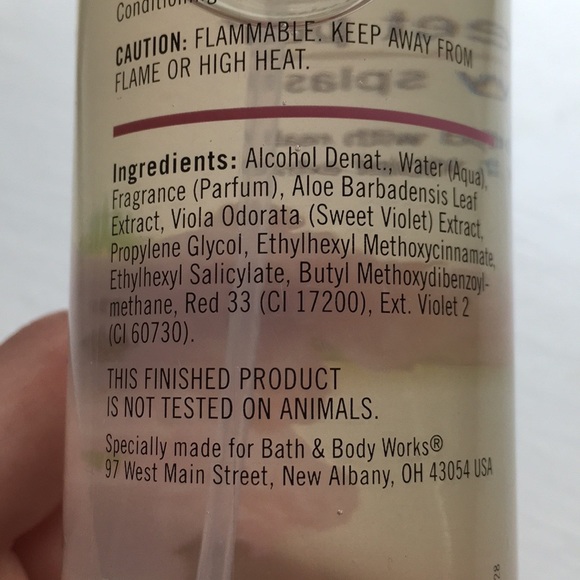 Conditioning
CAUTION: FLAMMABLE. KEEP AWAY FROM
FLAME OR HIGH HEAT.
Ingredients: Alcohol Denat., Water (Aqua),
Fragrance (Parfum), Aloe Barbadensis Leaf
Extract, Viola Odorata (Sweet Violet) Extract,
Propylene Glycol, Ethylhexyl Methoxycinnamate,
Ethylhexyl Salicylate, Butyl Methoxydibenzoyl-
methane, Red 33 (CI 17200), Ext. Violet 2
(CI 60730).
THIS FINISHED PRODUCT
IS NOT TESTED ON ANIMALS.
Specially made for Bath & Body Works®
97 West Main Street, New Albany, OH 43054 USA